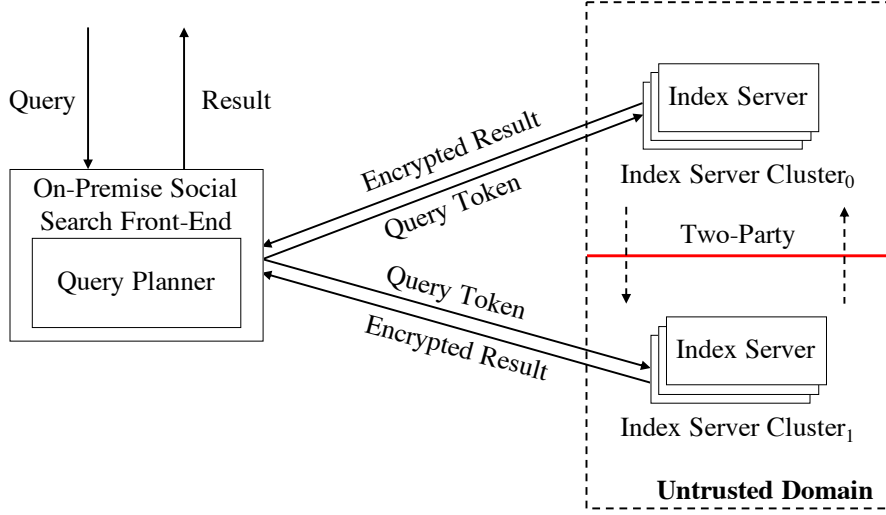 Query
Result
On-Premise Social
Search Front-End
Query Planner
Encrypted Result
Query Token
Query Token
Encrypted Result
Index Server
Index Server Cluster₀
Two-Party
Index Server
Index Server Cluster₁
Untrusted Domain